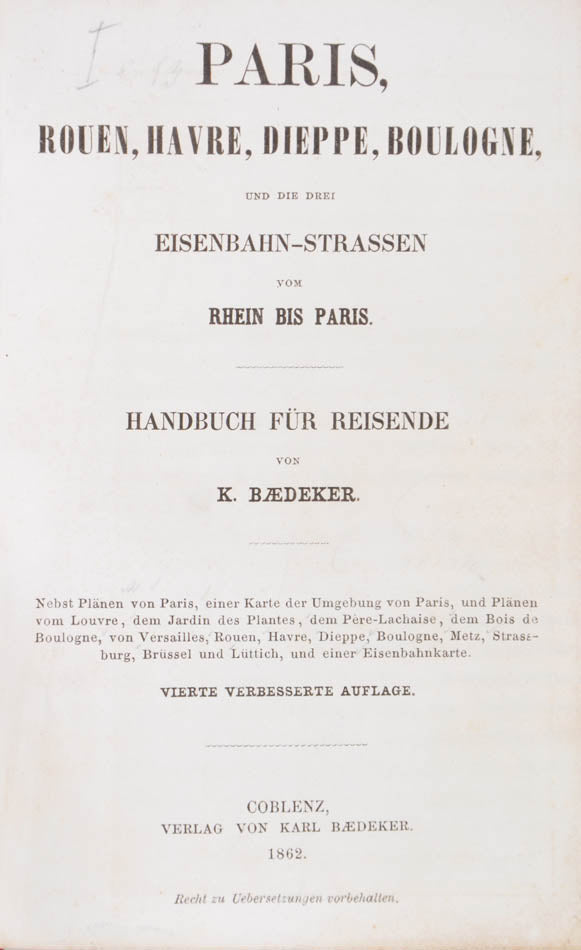 PARIS,
ROUEN, HAVRE, DIEPPE, BOULOGNE,
UND DIE DREI
EISENBAHN-STRASSEN
VOM
RHEIN BIS PARIS.
HANDBUCH FÜR REISENDE
VON
K. BÆDEKER.
Nebst Plänen von Paris, einer Karte der Umgebung von Paris, und Plänen
vom Louvre, dem Jardin des Plantes, dem Père-Lachaise, dem Bois de
Boulogne, von Versailles, Rouen, Havre, Dieppe, Boulogne, Metz, Strass-
burg, Brüssel und Lüttich, und einer Eisenbahnkarte.
VIERTE VERBESSERTE AUFLAGE.
COBLENZ,
VERLAG VON KARL BÆDEKER.
1862.
Recht zu Uebersetzungen vorbehalten.